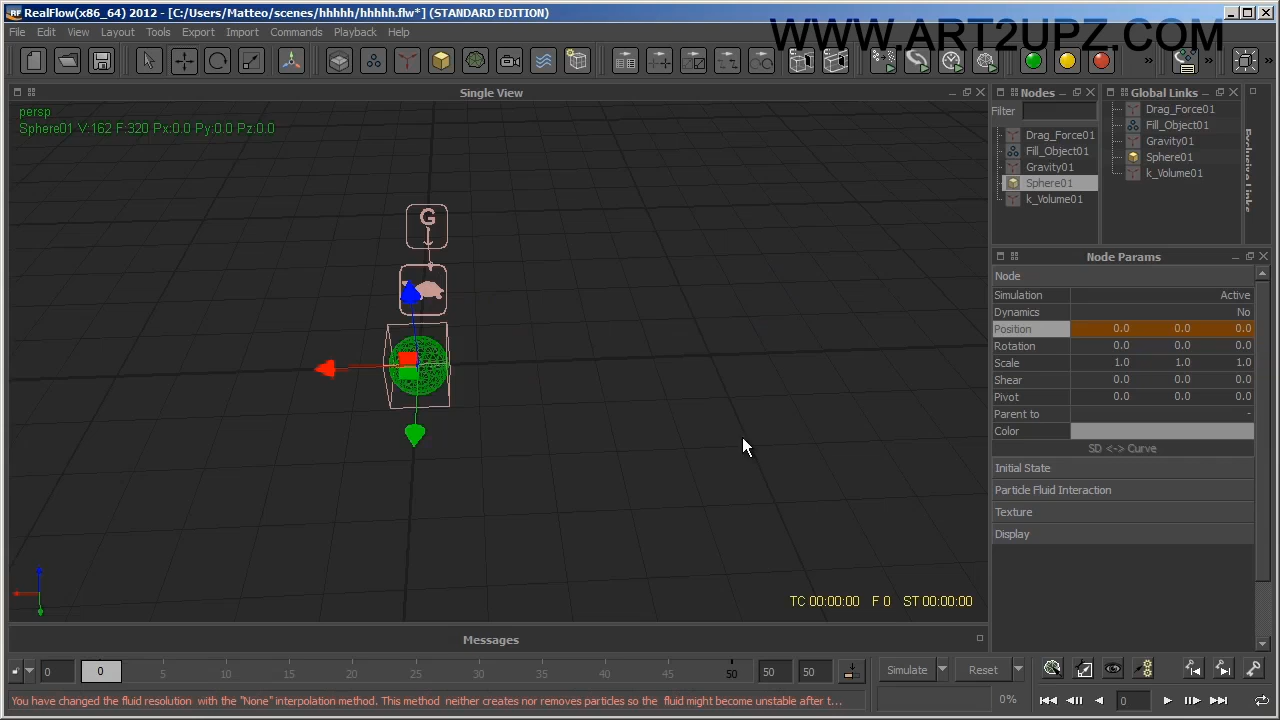 RealFlow(x86_64) 2012 - [C:/Users/Matteo/scenes/hhhhh/hhhhh.flw*] (STANDARD EDITION)
WWW.ART2UPZ.COM
File Edit View Layout Tools Export Import Commands Playback Help
Single View
persp
Sphere01 V:162 F:320 Px:0.0 Py:0.0 Pz:0.0
G
TC 00:00:00 F 0 ST 00:00:00
Nodes
Filter
Drag_Force01
Fill_Object01
Gravity01
Sphere01
k_Volume01
Global Links
Drag_Force01
Fill_Object01
Gravity01
Sphere01
k_Volume01
Exclusive Links
Node Params
Node
Simulation Active
Dynamics No
Position 0.0 0.0 0.0
Rotation 0.0 0.0 0.0
Scale 1.0 1.0 1.0
Shear 0.0 0.0 0.0
Pivot 0.0 0.0 0.0
Parent to -
Color
SD <-> Curve
Initial State
Particle Fluid Interaction
Texture
Display
Messages
0 0 5 10 15 20 25 30 35 40 45 50 50 50
Simulate Reset
You have changed the fluid resolution with the "None" interpolation method. This method neither creates nor removes particles so the fluid might become unstable after t...
0% 0